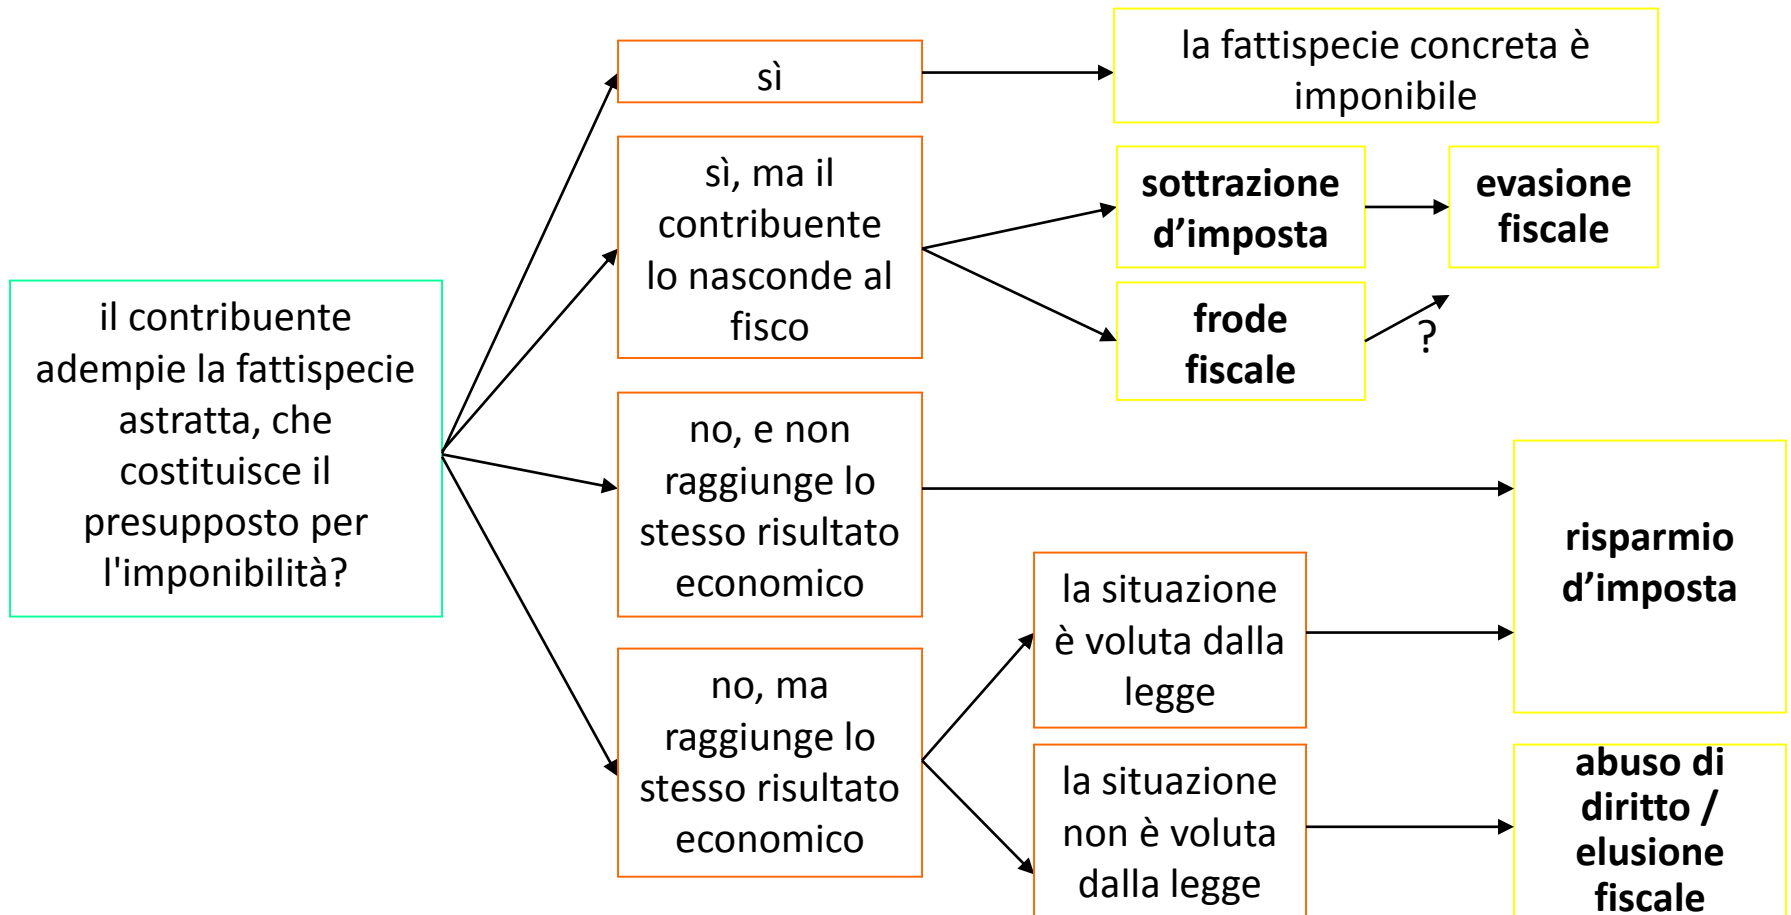 il contribuente
adempie la fattispecie
astratta, che
costituisce il
presupposto per
l'imponibilità?
sì
la fattispecie concreta è
imponibile
sì, ma il
contribuente
lo nasconde al
fisco
sottrazione
d’imposta
evasione
fiscale
frode
fiscale
?
no, e non
raggiunge lo
stesso risultato
economico
risparmio
d’imposta
no, ma
raggiunge lo
stesso risultato
economico
la situazione
è voluta dalla
legge
la situazione
non è voluta
dalla legge
abuso di
diritto /
elusione
fiscale